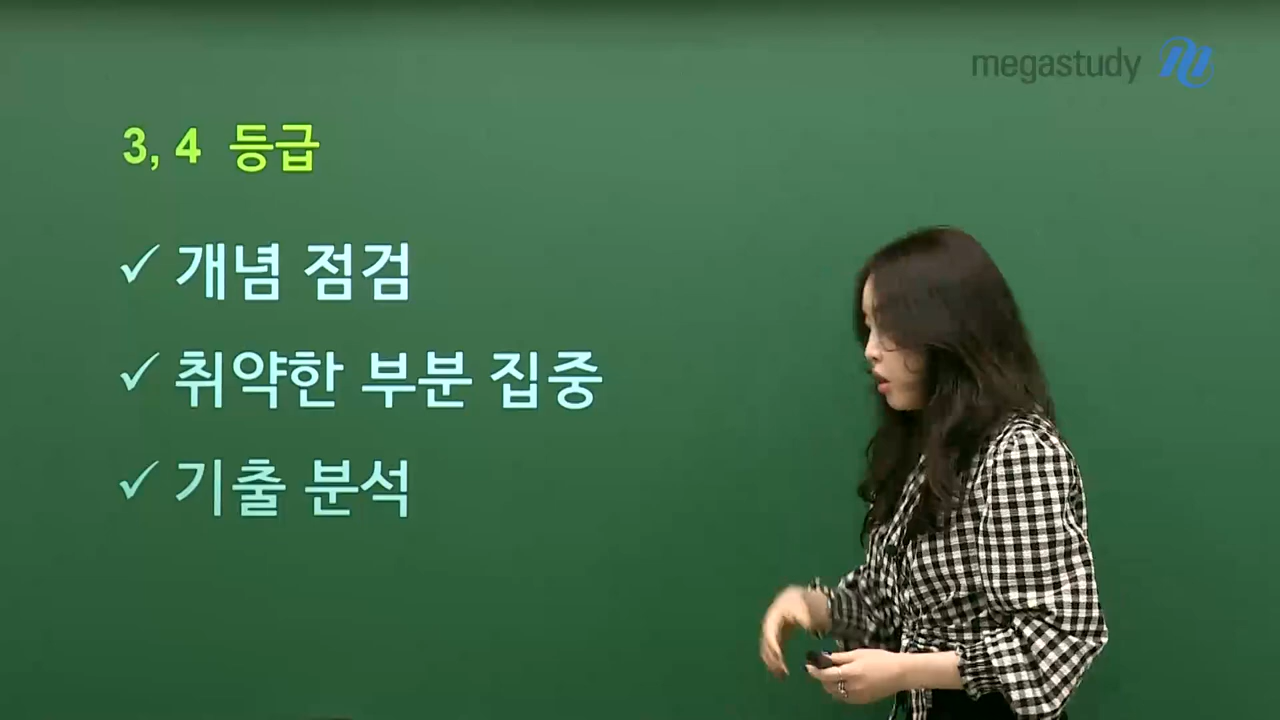 megastudy
3, 4 등급
✓ 개념 점검
✓ 취약한 부분 집중
✓ 기출 분석